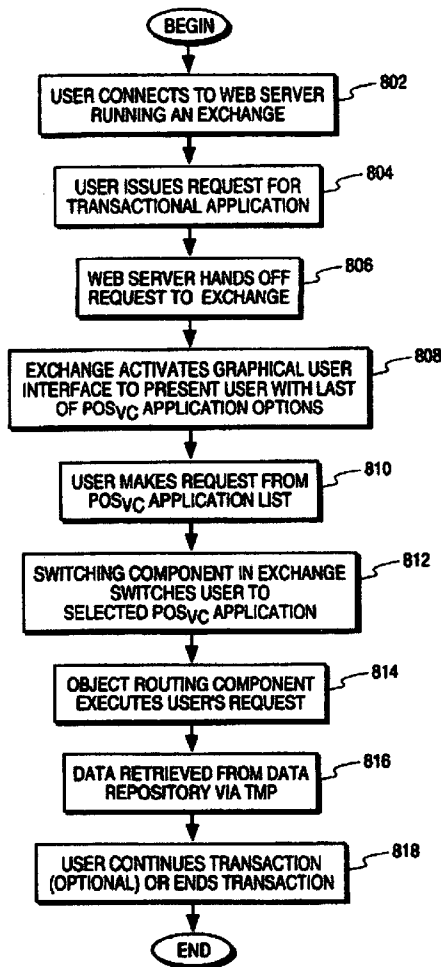 BEGIN
802
USER CONNECTS TO WEB SERVER
RUNNING AN EXCHANGE
804
USER ISSUES REQUEST FOR
TRANSACTIONAL APPLICATION
806
WEB SERVER HANDS OFF
REQUEST TO EXCHANGE
808
EXCHANGE ACTIVATES GRAPHICAL USER
INTERFACE TO PRESENT USER WITH LAST
OF POSVC APPLICATION OPTIONS
810
USER MAKES REQUEST FROM
POSVC APPLICATION LIST
812
SWITCHING COMPONENT IN EXCHANGE
SWITCHES USER TO
SELECTED POSVC APPLICATION
814
OBJECT ROUTING COMPONENT
EXECUTES USER'S REQUEST
816
DATA RETRIEVED FROM DATA
REPOSITORY VIA TMP
818
USER CONTINUES TRANSACTION
(OPTIONAL) OR ENDS TRANSACTION
END